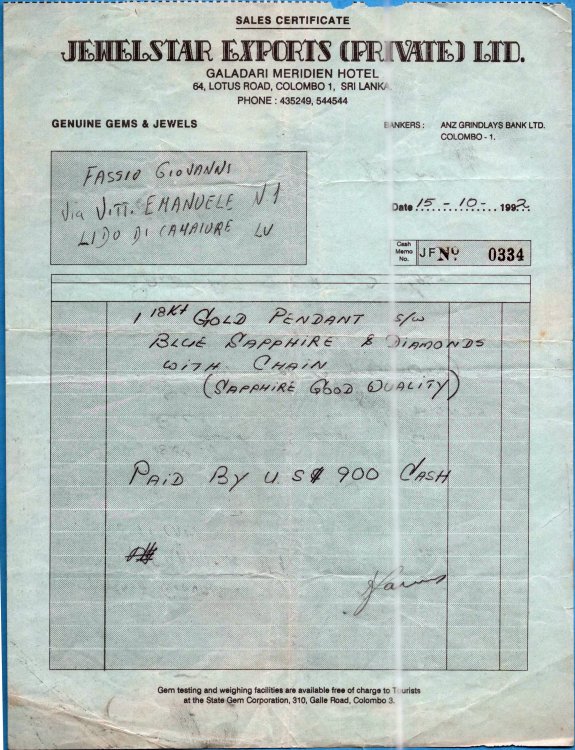 SALES CERTIFICATE
JEWELSTAR EXPORTS (PRIVATE) LTD.
GALADARI MERIDIEN HOTEL
64, LOTUS ROAD, COLOMBO 1, SRI LANKA.
PHONE : 435249, 544544
GENUINE GEMS & JEWELS
BANKERS : ANZ GRINDLAYS BANK LTD.
COLOMBO - 1.
FASSIO GIOVANNI
Via VITT. EMANUELE N 1
LIDO DI CAMAIORE LU
Date 15 - 10 - 1992
Cash Memo No. JF No 0334
1 18Kt GOLD PENDANT S/W
BLUE SAPPHIRE & DIAMONDS
WITH CHAIN
(SAPPHIRE GOOD QUALITY)
PAID BY U S$ 900 CASH
Gem testing and weighing facilities are available free of charge to Tourists
at the State Gem Corporation, 310, Galle Road, Colombo 3.